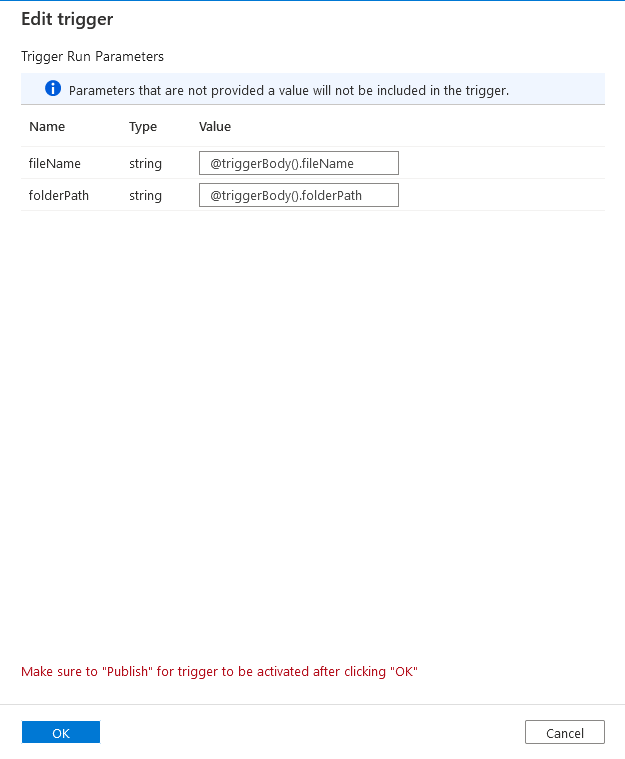 Edit trigger
Trigger Run Parameters
Parameters that are not provided a value will not be included in the trigger.
Name Type Value
fileName string @triggerBody().fileName
folderPath string @triggerBody().folderPath
Make sure to "Publish" for trigger to be activated after clicking "OK"
OK Cancel